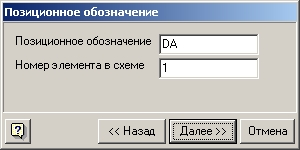 Позиционное обозначение
Позиционное обозначение DA
Номер элемента в схеме 1
? << Назад Далее >> Отмена